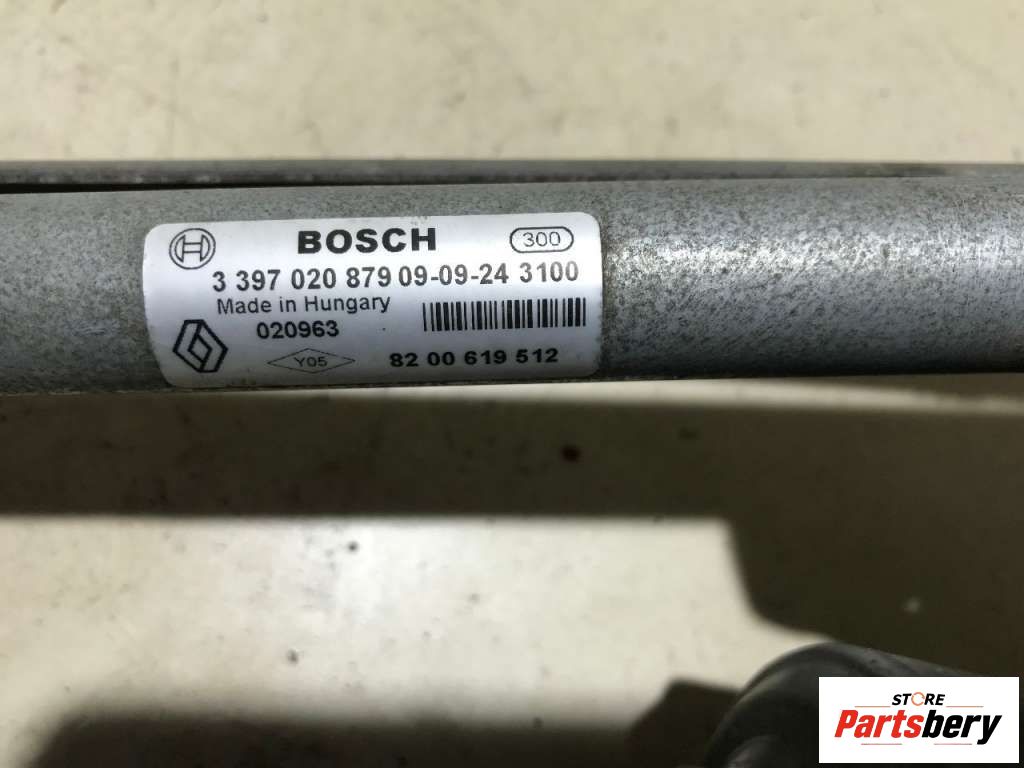 BOSCH 300
3 397 020 879 09-09-24 3100
Made in Hungary
020963
Y05 82 00 619 512
STORE
Partsbery